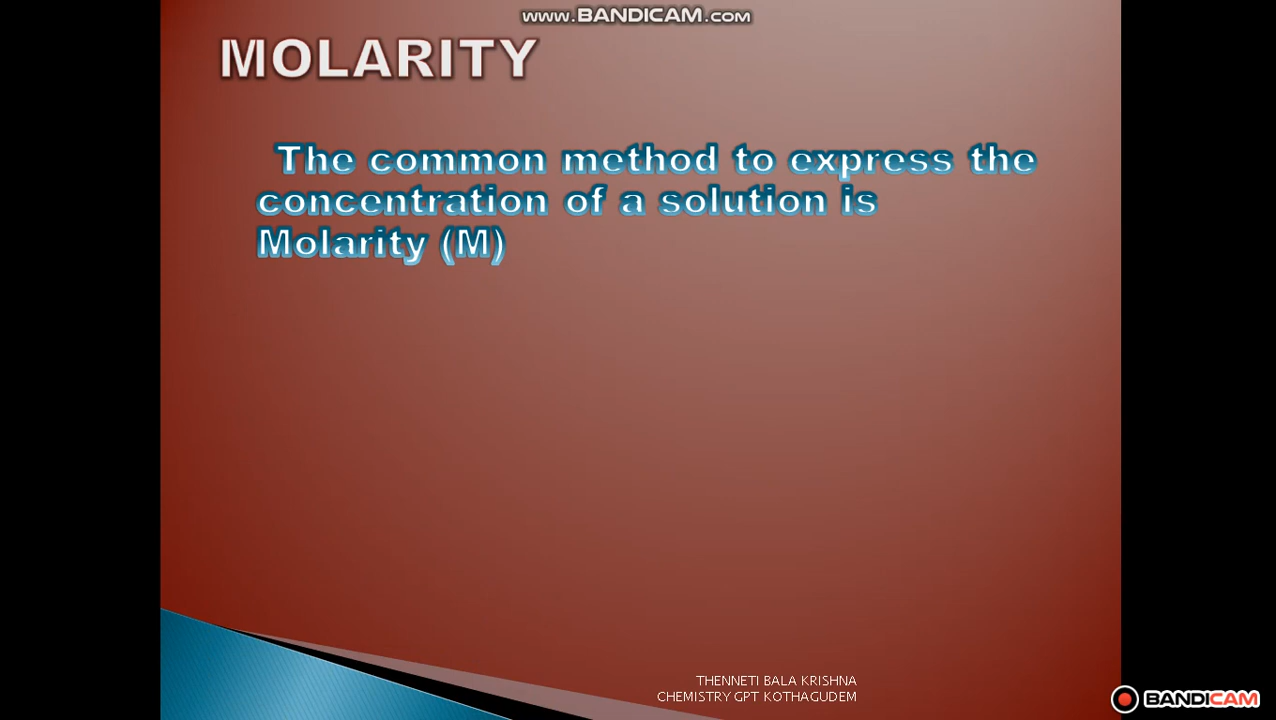 www.BANDICAM.com
MOLARITY
The common method to express the
concentration of a solution is
Molarity (M)
THENNETI BALA KRISHNA
CHEMISTRY GPT KOTHAGUDEM
BANDICAM